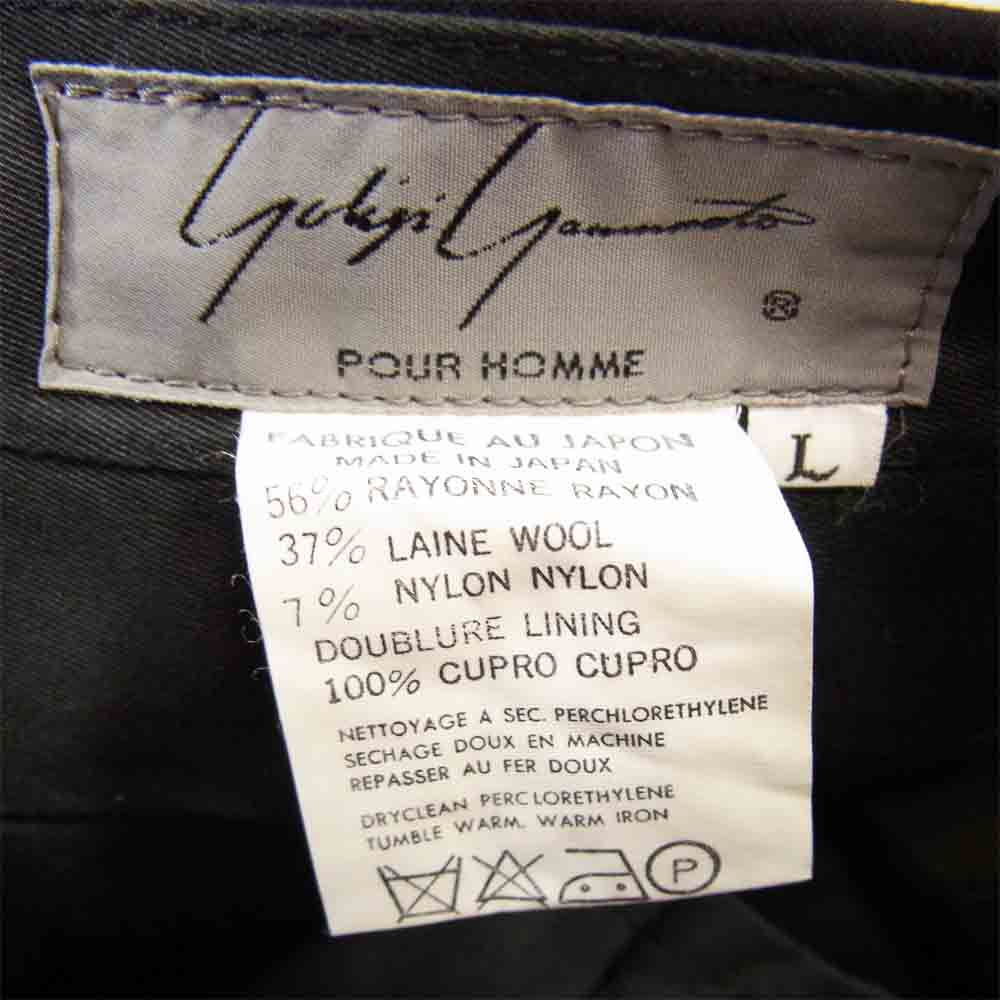 Yohji Yamamoto
®
POUR HOMME
L
FABRIQUE AU JAPON
MADE IN JAPAN
56% RAYONNE RAYON
37% LAINE WOOL
7% NYLON NYLON
DOUBLURE LINING
100% CUPRO CUPRO
NETTOYAGE A SEC. PERCHLORETHYLENE
SECHAGE DOUX EN MACHINE
REPASSER AU FER DOUX
DRYCLEAN PERCLORETHYLENE
TUMBLE WARM. WARM IRON
P